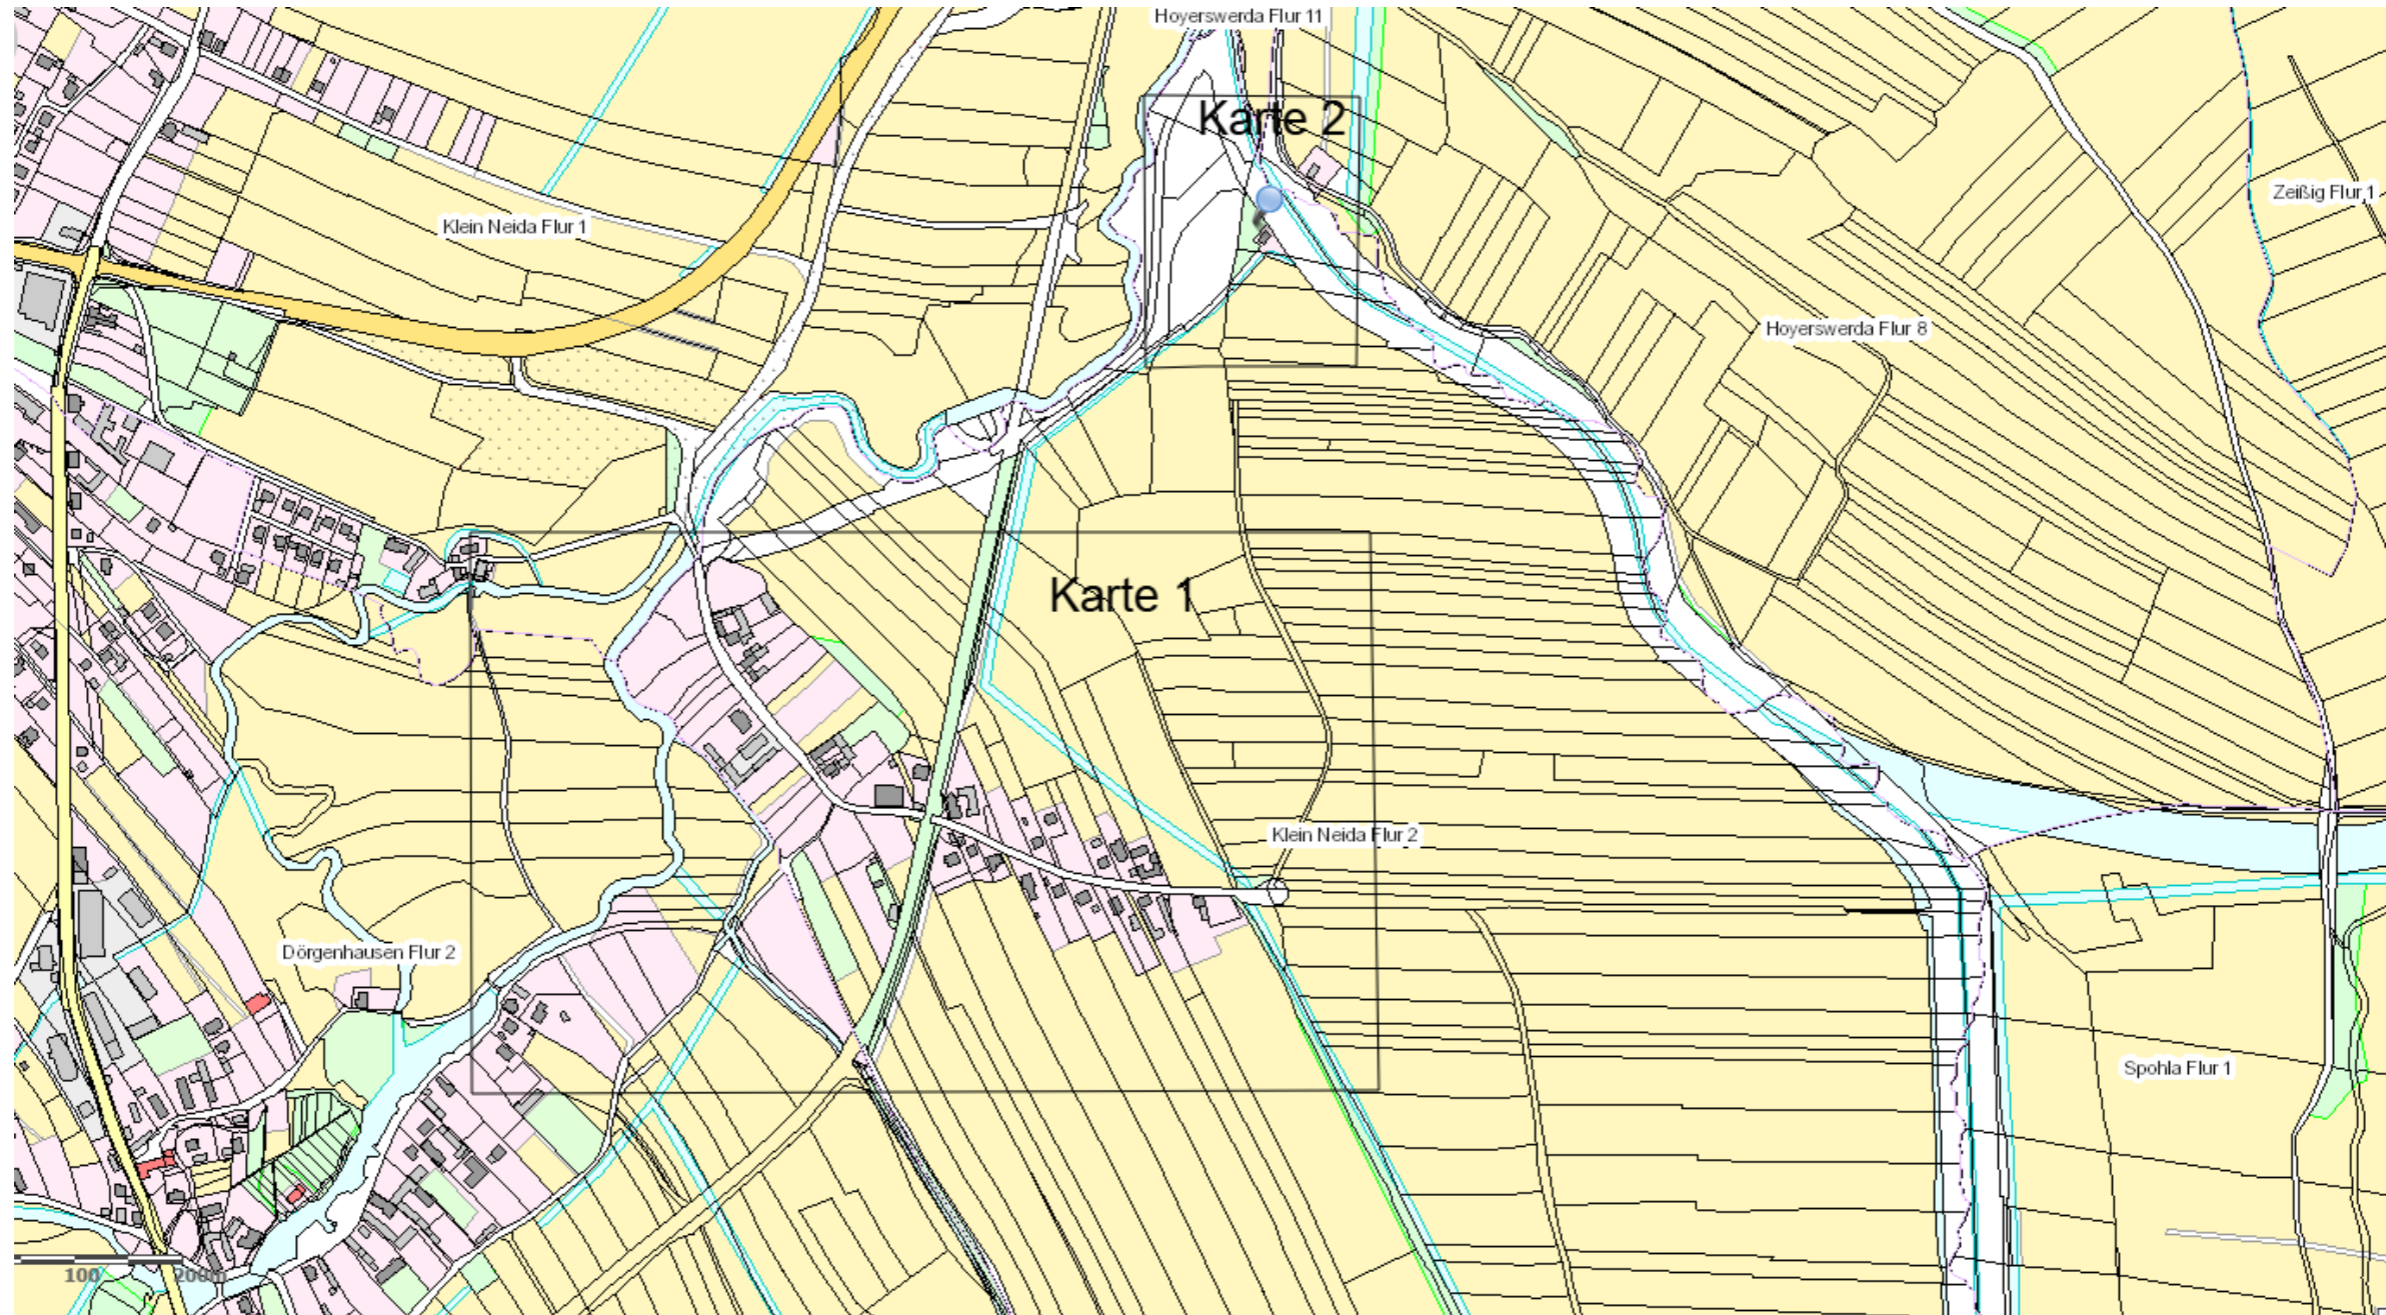 Hoyerswerda Flur 11
Karte 2
Zeißig Flur 1
Klein Neida Flur 1
Hoyerswerda Flur 8
Karte 1
Klein Neida Flur 2
Dörgenhausen Flur 2
Spohla Flur 1
100 200m